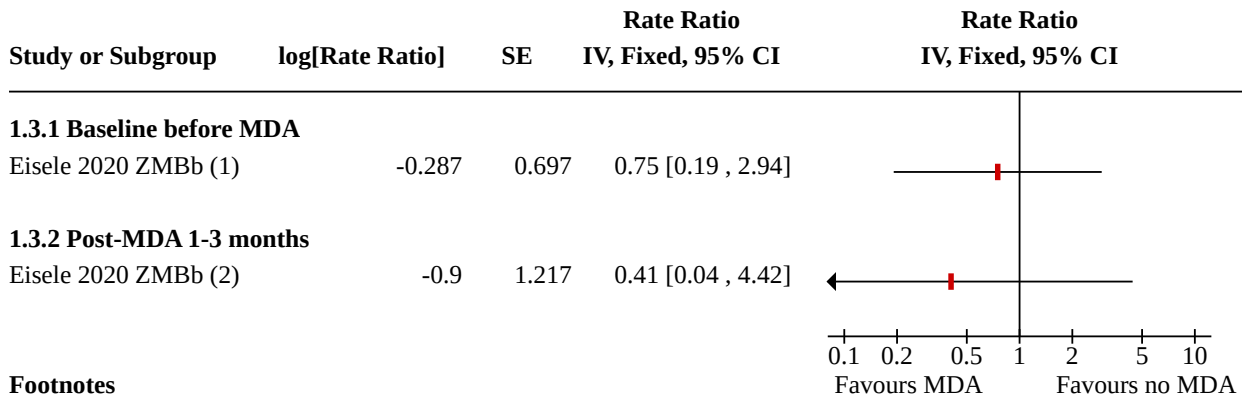 Rate Ratio Rate Ratio
Study or Subgroup log[Rate Ratio] SE IV, Fixed, 95% CI IV, Fixed, 95% CI
1.3.1 Baseline before MDA
Eisele 2020 ZMBb (1) -0.287 0.697 0.75 [0.19 , 2.94]
1.3.2 Post-MDA 1-3 months
Eisele 2020 ZMBb (2) -0.9 1.217 0.41 [0.04 , 4.42]
0.1 0.2 0.5 1 2 5 10
Footnotes Favours MDA Favours no MDA